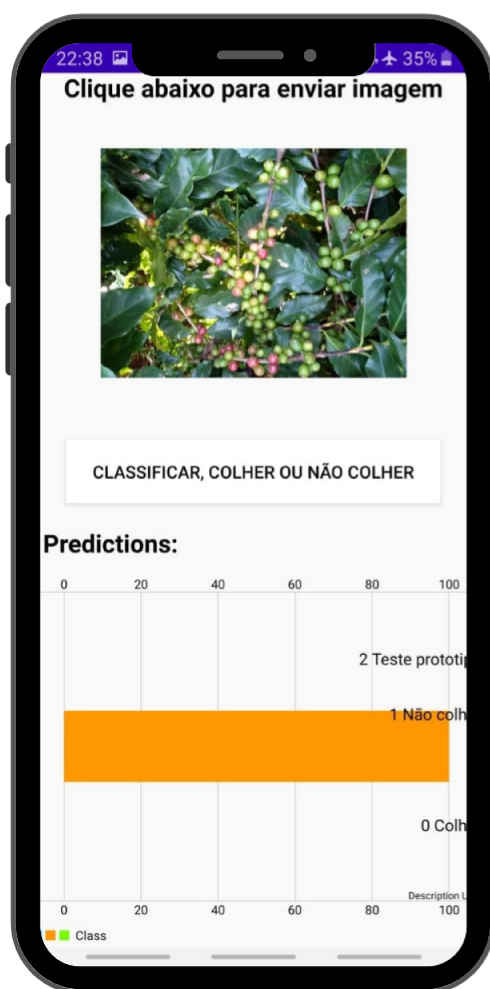 22:38 35%
Clique abaixo para enviar imagem
CLASSIFICAR, COLHER OU NÃO COLHER
Predictions:
0 20 40 60 80 100
2 Teste prototip
1 Não colh
0 Colh
Description L
0 20 40 60 80 100
Class